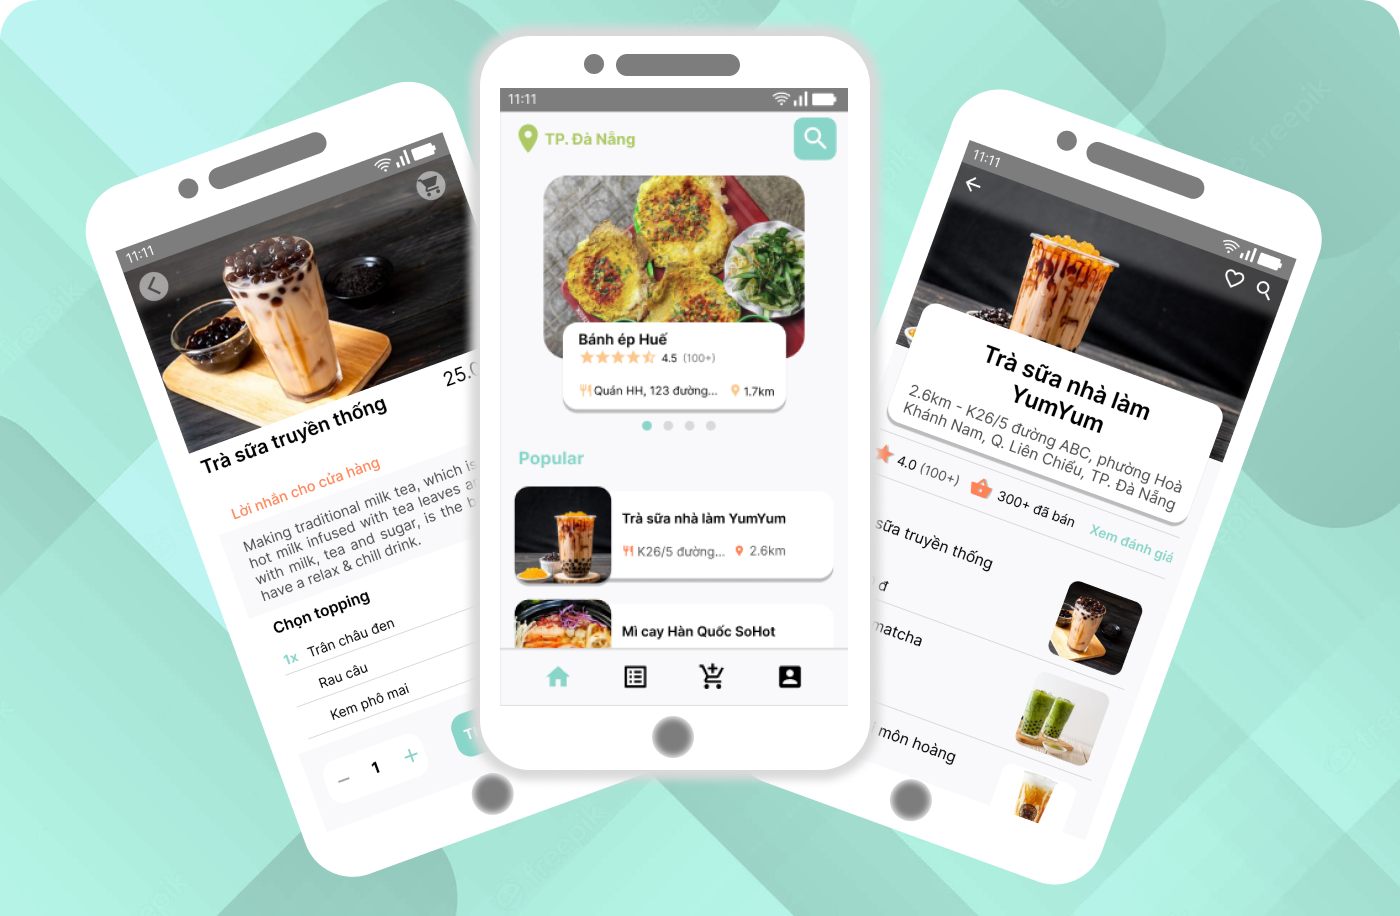 11:11
25.0
Trà sữa truyền thống
Lời nhắn cho cửa hàng
Making traditional milk tea, which is
hot milk infused with tea leaves
with milk, tea and sugar, is the
have a relax & chill drink.
Chọn topping
1x Trân châu đen
Rau câu
Kem phô mai
1
11:11
TP. Đà Nẵng
Bánh ép Huế
4.5 (100+)
Quán HH, 123 đường... 1.7km
Popular
Trà sữa nhà làm YumYum
K26/5 đường... 2.6km
Mì cay Hàn Quốc SoHot
11:11
Trà sữa nhà làm
YumYum
2.6km - K26/5 đường ABC, phường Hoà
Khánh Nam, Q. Liên Chiểu, TP. Đà Nẵng
4.0 (100+) 300+ đã bán
Xem đánh giá
sữa truyền thống
đ
matcha
môn hoàng
freepik
freepik
freepik